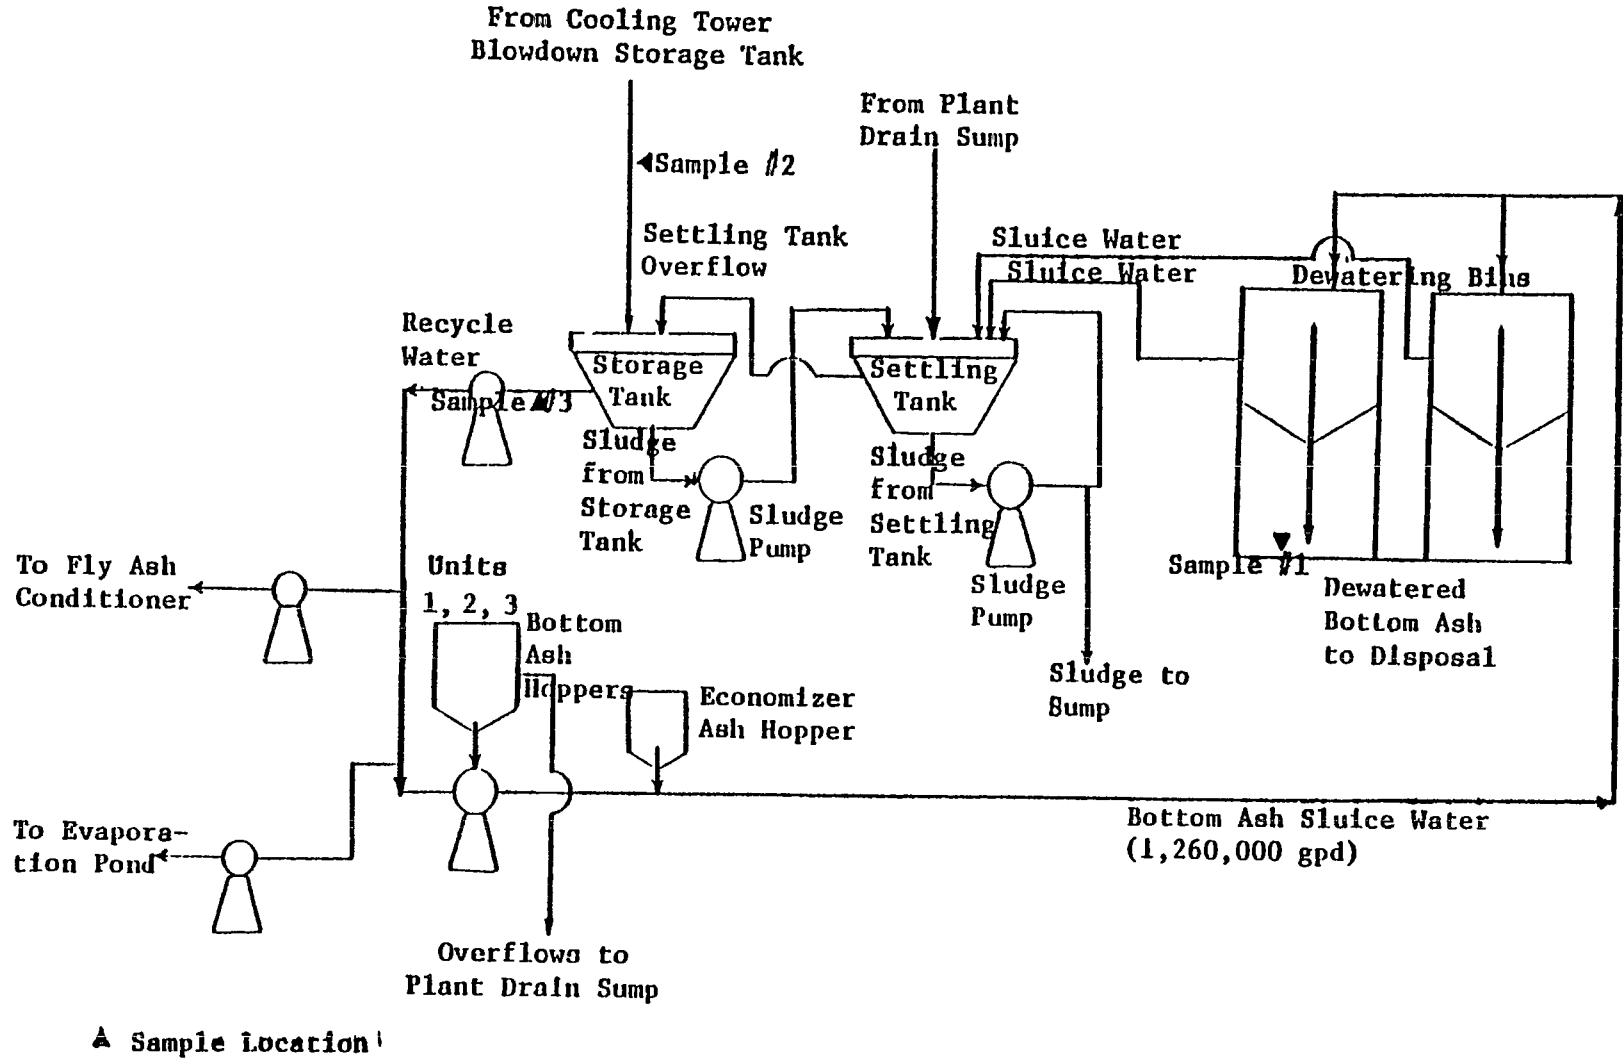 From Cooling Tower
Blowdown Storage Tank
From Plant
Drain Sump
Sample #2
Settling Tank
Overflow
Sluice Water
Sluice Water
Dewatering Bins
Recycle
Water
Sample #3
Storage
Tank
Settling
Tank
Sludge
from
Storage
Tank
Sludge
Pump
Sludge
from
Settling
Tank
Sludge
Pump
Sample #1
Dewatered
Bottom Ash
to Disposal
To Fly Ash
Conditioner
Units
1, 2, 3
Bottom
Ash
Hoppers
Economizer
Ash Hopper
Sludge to
Sump
To Evapora-
tion Pond
Bottom Ash Sluice Water
(1,260,000 gpd)
Overflows to
Plant Drain Sump
Sample Location